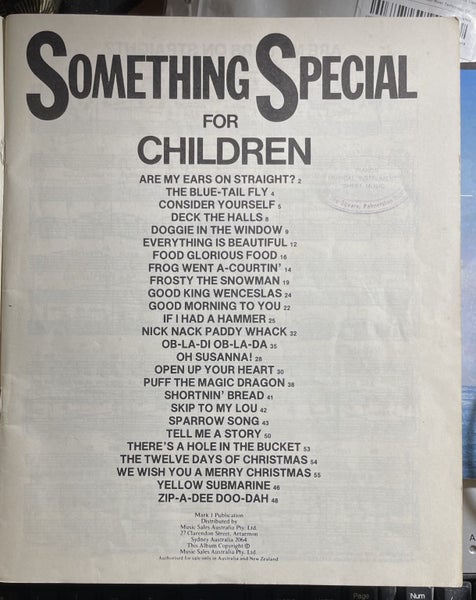 SOMETHING SPECIAL
FOR
CHILDREN
ARE MY EARS ON STRAIGHT? 2
THE BLUE-TAIL FLY 4
CONSIDER YOURSELF 5
DECK THE HALLS 8
DOGGIE IN THE WINDOW 9
EVERYTHING IS BEAUTIFUL 12
FOOD GLORIOUS FOOD 16
FROG WENT A-COURTIN' 14
FROSTY THE SNOWMAN 19
GOOD KING WENCESLAS 24
GOOD MORNING TO YOU 22
IF I HAD A HAMMER 25
NICK NACK PADDY WHACK 32
OB-LA-DI OB-LA-DA 35
OH SUSANNA! 28
OPEN UP YOUR HEART 30
PUFF THE MAGIC DRAGON 38
SHORTNIN' BREAD 41
SKIP TO MY LOU 42
SPARROW SONG 43
TELL ME A STORY 50
THERE'S A HOLE IN THE BUCKET 53
THE TWELVE DAYS OF CHRISTMAS 54
WE WISH YOU A MERRY CHRISTMAS 55
YELLOW SUBMARINE 46
ZIP-A-DEE DOO-DAH 48
Mark 1 Publication
Distributed by
Music Sales Australia Pty. Ltd.
27 Clarendon Street, Artarmon
Sydney Australia 2064
This Album Copyright ©
Music Sales Australia Pty. Ltd.
Authorised for sale only in Australia and New Zealand
MUSICAL INSTRUMENT
SHEET MUSIC
Page
Num